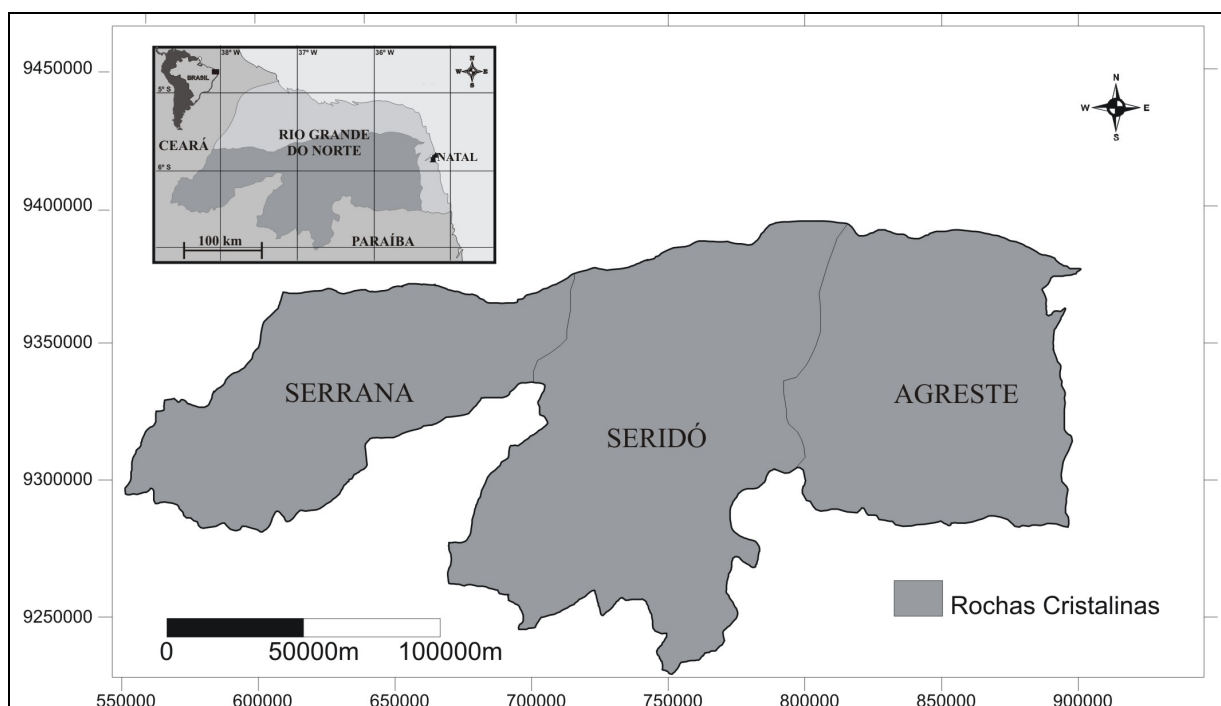 9450000
9400000
9350000
9300000
9250000
38° W
37° W
36° W
5° S
6° S
BRASIL
CEARÁ
RIO GRANDE
DO NORTE
NATAL
PARAÍBA
100 km
N
W
E
S
N
W
E
S
SERRANA
SERIDÓ
AGRESTE
Rochas Cristalinas
0 50000m 100000m
550000 600000 650000 700000 750000 800000 850000 900000